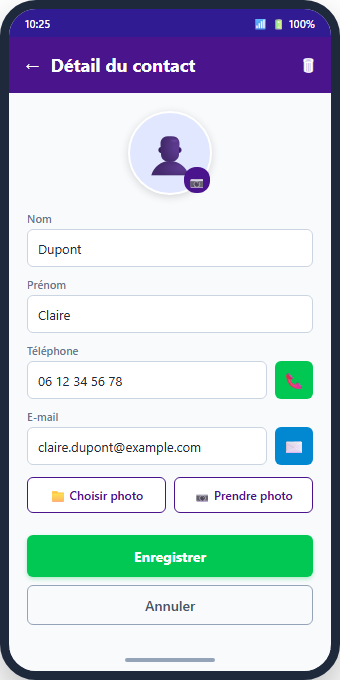 10:25 100%
← Détail du contact
Nom
Dupont
Prénom
Claire
Téléphone
06 12 34 56 78
E-mail
claire.dupont@example.com
Choisir photo Prendre photo
Enregistrer
Annuler